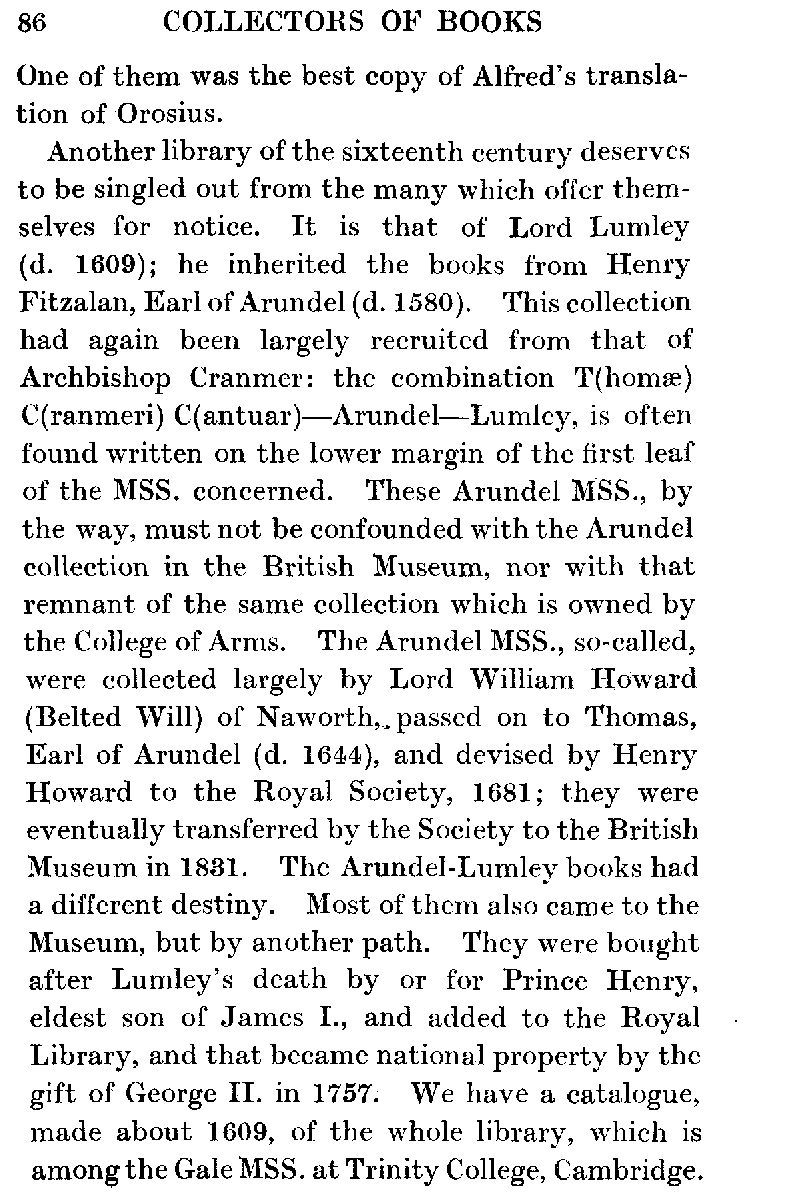 86 COLLECTORS OF BOOKS
One of them was the best copy of Alfred's transla-
tion of Orosius.
Another library of the sixteenth century deserves
to be singled out from the many which offer them-
selves for notice. It is that of Lord Lumley
(d. 1609); he inherited the books from Henry
Fitzalan, Earl of Arundel (d. 1580). This collection
had again been largely recruited from that of
Archbishop Cranmer: the combination T(homæ)
C(ranmeri) C(antuar)—Arundel—Lumley, is often
found written on the lower margin of the first leaf
of the MSS. concerned. These Arundel MSS., by
the way, must not be confounded with the Arundel
collection in the British Museum, nor with that
remnant of the same collection which is owned by
the College of Arms. The Arundel MSS., so-called,
were collected largely by Lord William Howard
(Belted Will) of Naworth, passed on to Thomas,
Earl of Arundel (d. 1644), and devised by Henry
Howard to the Royal Society, 1681; they were
eventually transferred by the Society to the British
Museum in 1831. The Arundel-Lumley books had
a different destiny. Most of them also came to the
Museum, but by another path. They were bought
after Lumley's death by or for Prince Henry,
eldest son of James I., and added to the Royal
Library, and that became national property by the
gift of George II. in 1757. We have a catalogue,
made about 1609, of the whole library, which is
among the Gale MSS. at Trinity College, Cambridge.